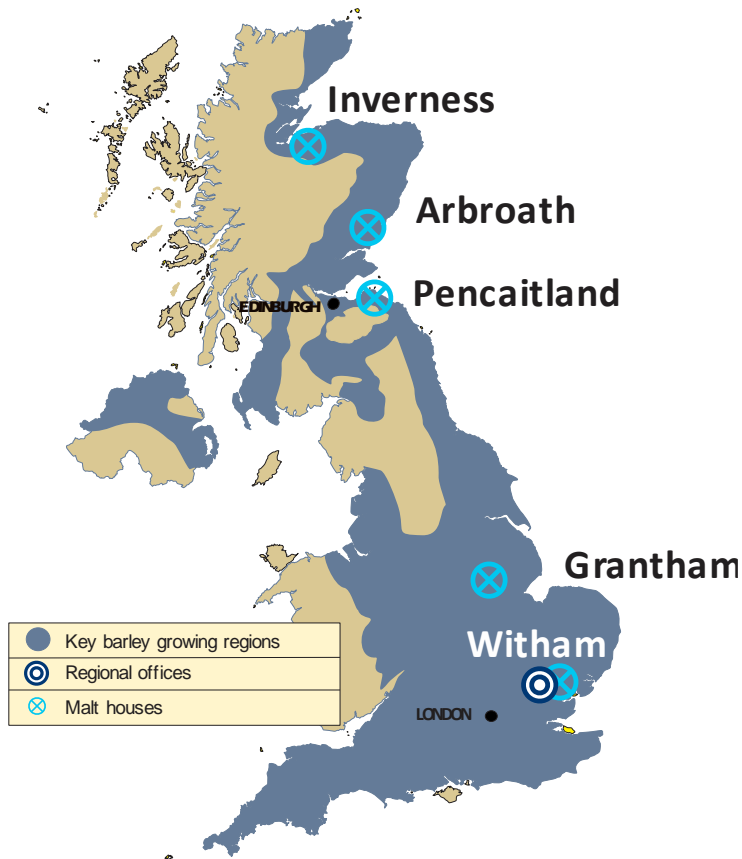 Inverness
Arbroath
Pencaitland
EDINBURGH
Grantham
Key barley growing regions
Witham
Regional offices
Malt houses
LONDON